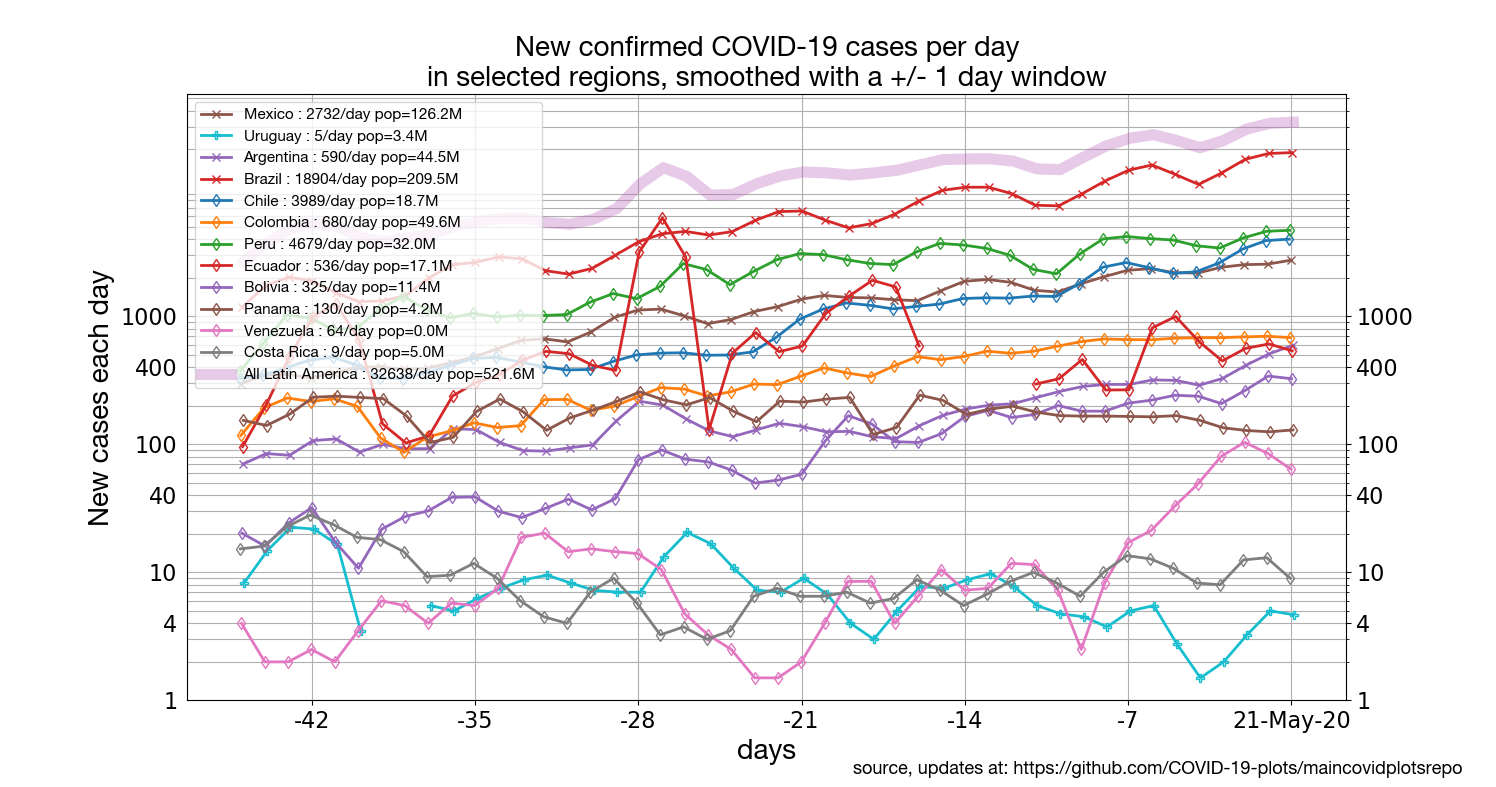 New confirmed COVID-19 cases per day
in selected regions, smoothed with a +/- 1 day window
Mexico : 2732/day pop=126.2M
Uruguay : 5/day pop=3.4M
Argentina : 590/day pop=44.5M
Brazil : 18904/day pop=209.5M
Chile : 3989/day pop=18.7M
Colombia : 680/day pop=49.6M
Peru : 4679/day pop=32.0M
Ecuador : 536/day pop=17.1M
Bolivia : 325/day pop=11.4M
Panama : 130/day pop=4.2M
Venezuela : 64/day pop=0.0M
Costa Rica : 9/day pop=5.0M
All Latin America : 32638/day pop=521.6M
New cases each day
1000
400
100
40
10
4
1
1000
400
100
40
10
4
1
-42 -35 -28 -21 -14 -7 21-May-20
days
source, updates at: https://github.com/COVID-19-plots/maincovidplotsrepo